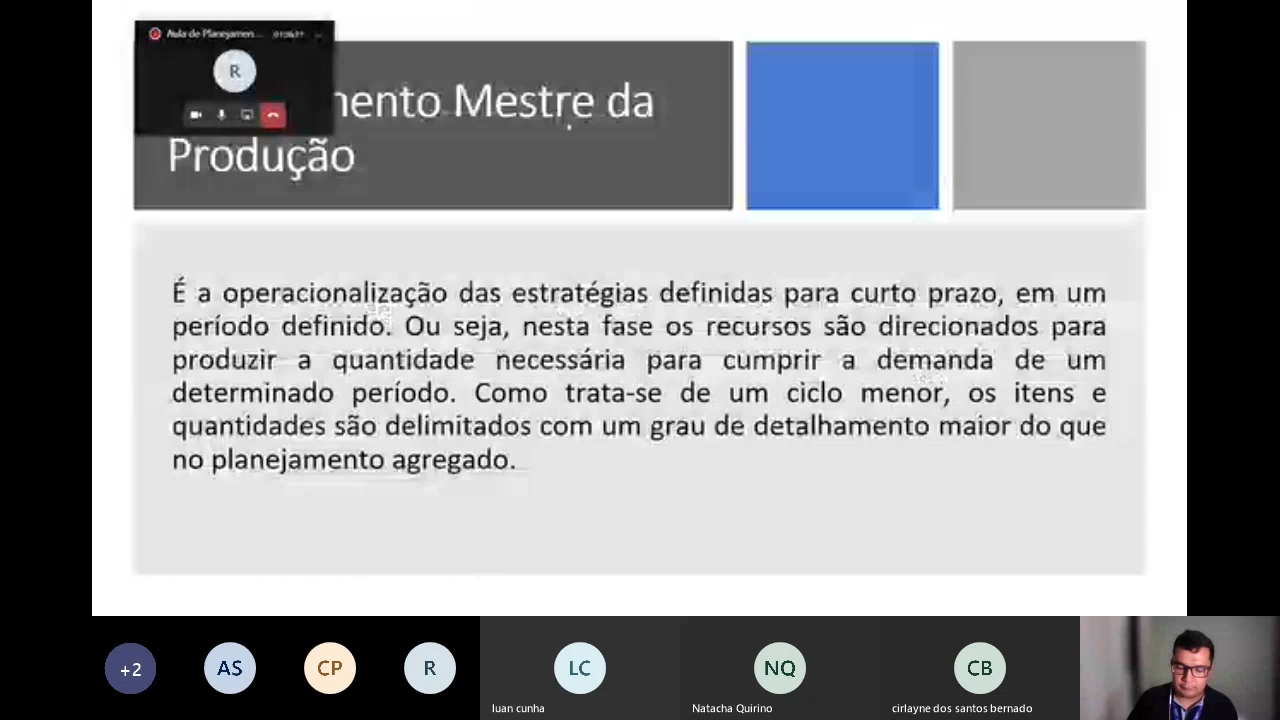 Aula de Planejamen...
R
mento Mestre da
Produção
É a operacionalização das estratégias definidas para curto prazo, em um
período definido. Ou seja, nesta fase os recursos são direcionados para
produzir a quantidade necessária para cumprir a demanda de um
determinado período. Como trata-se de um ciclo menor, os itens e
quantidades são delimitados com um grau de detalhamento maior do que
no planejamento agregado.
+2
AS
CP
R
LC
NQ
CB
luan cunha
Natacha Quirino
cirlayne dos santos bernado